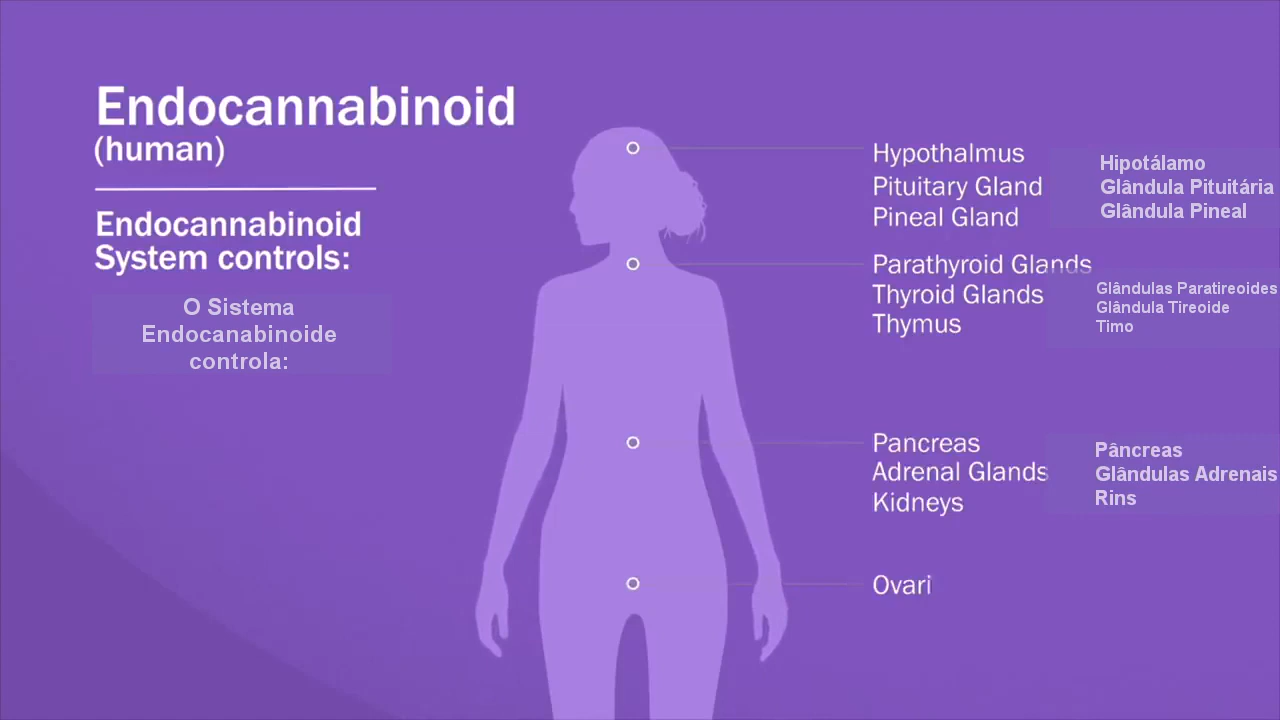 Endocannabinoid
(human)
Endocannabinoid
System controls:
O Sistema
Endocanabinoide
controla:
Hypothalmus
Pituitary Gland
Pineal Gland
Hipotálamo
Glândula Pituitária
Glândula Pineal
Parathyroid Glands
Thyroid Glands
Thymus
Glândulas Paratireoides
Glândula Tireoide
Timo
Pancreas
Adrenal Glands
Kidneys
Pâncreas
Glândulas Adrenais
Rins
Ovari